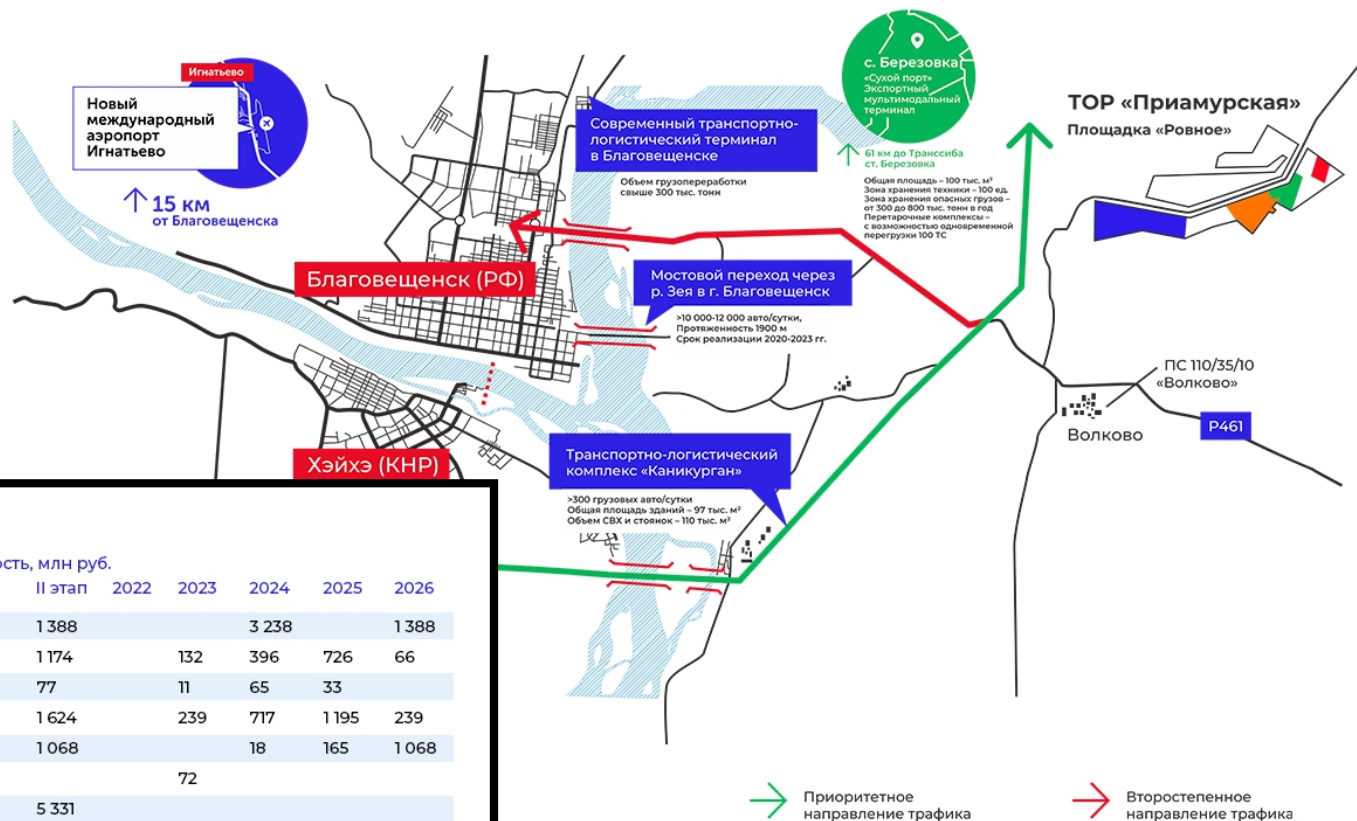 Игнатьево
Новый
международный
аэропорт
Игнатьево
15 км
от Благовещенска
Современный транспортно-
логистический терминал
в Благовещенске
Объем грузопереработки
свыше 300 тыс. тонн
с. Березовка
«Сухой порт»
Экспортный
мультимодальный
терминал
61 км до Транссиба
ст. Березовка
Общая площадь – 100 тыс. м²
Зона хранения техники – 100 ед.
Зона хранения опасных грузов –
от 300 до 800 тыс. тонн в год
Перетарочные комплексы –
с возможностью одновременной
перегрузки 100 ТС
ТОР «Приамурская»
Площадка «Ровное»
Благовещенск (РФ)
Мостовой переход через
р. Зея в г. Благовещенск
>10 000-12 000 авто/сутки,
Протяженность 1900 м
Срок реализации 2020-2023 гг.
ПС 110/35/10
«Волково»
Волково
Р461
Хэйхэ (КНР)
Транспортно-логистический
комплекс «Каникурган»
>300 грузовых авто/сутки
Общая площадь зданий – 97 тыс. м²
Объем СВХ и стоянок – 110 тыс. м²
ость, млн руб.
II этап 2022 2023 2024 2025 2026
1 388 3 238 1 388
1 174 132 396 726 66
77 11 65 33
1 624 239 717 1 195 239
1 068 18 165 1 068
72
5 331
Приоритетное
направление трафика
Второстепенное
направление трафика